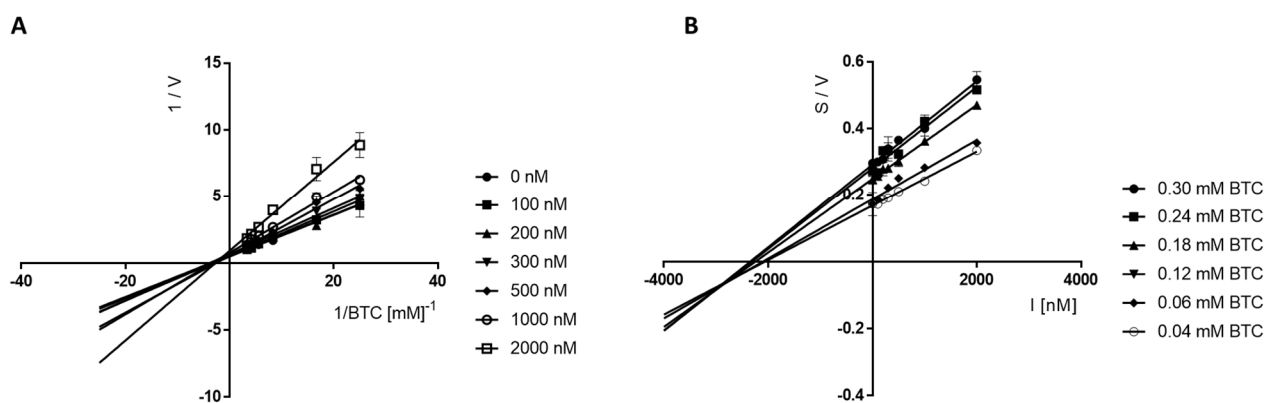 A
15
10
5
-5
-10
-40
-20
20
40
1 / V
1/BTC [mM]-1
0 nM
100 nM
200 nM
300 nM
500 nM
1000 nM
2000 nM
B
0.6
0.4
0.2
-0.2
-0.4
-4000
-2000
2000
4000
S / V
I [nM]
0.30 mM BTC
0.24 mM BTC
0.18 mM BTC
0.12 mM BTC
0.06 mM BTC
0.04 mM BTC